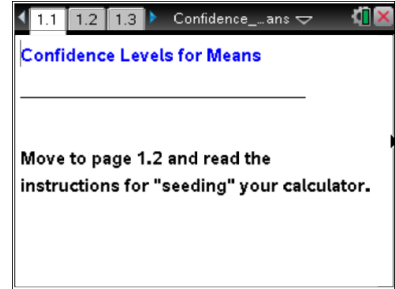 1.1 1.2 1.3 Confidence_...ans
Confidence Levels for Means
Move to page 1.2 and read the
instructions for "seeding" your calculator.